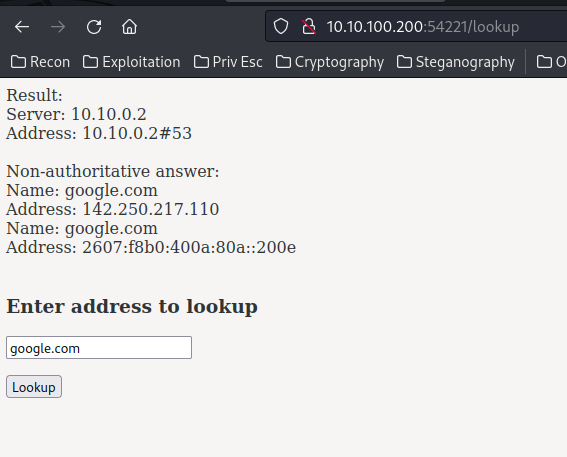 10.10.100.200:54221/lookup
Recon Exploitation Priv Esc Cryptography Steganography O
Result:
Server: 10.10.0.2
Address: 10.10.0.2#53
Non-authoritative answer:
Name: google.com
Address: 142.250.217.110
Name: google.com
Address: 2607:f8b0:400a:80a::200e
Enter address to lookup
google.com
Lookup